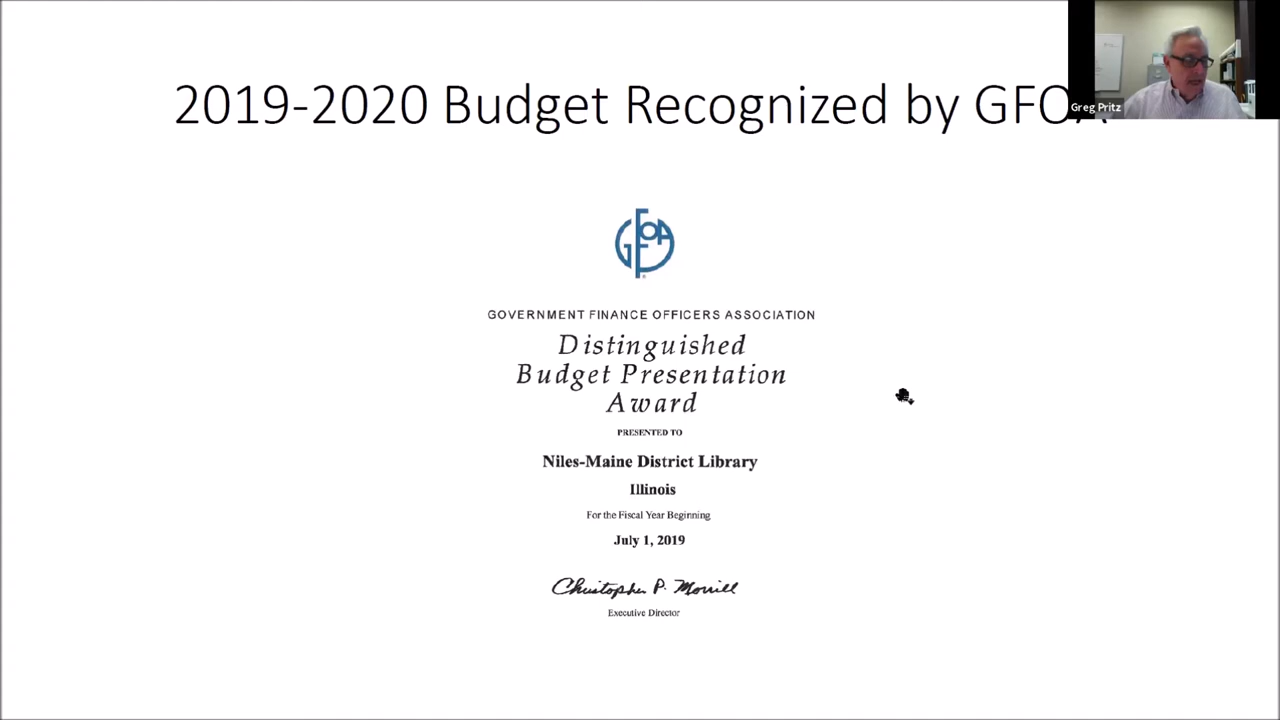 2019-2020 Budget Recognized by GFOA
Greg Pritz
GFOA
GOVERNMENT FINANCE OFFICERS ASSOCIATION
Distinguished
Budget Presentation
Award
PRESENTED TO
Niles-Maine District Library
Illinois
For the Fiscal Year Beginning
July 1, 2019
Christopher P. Morrill
Executive Director